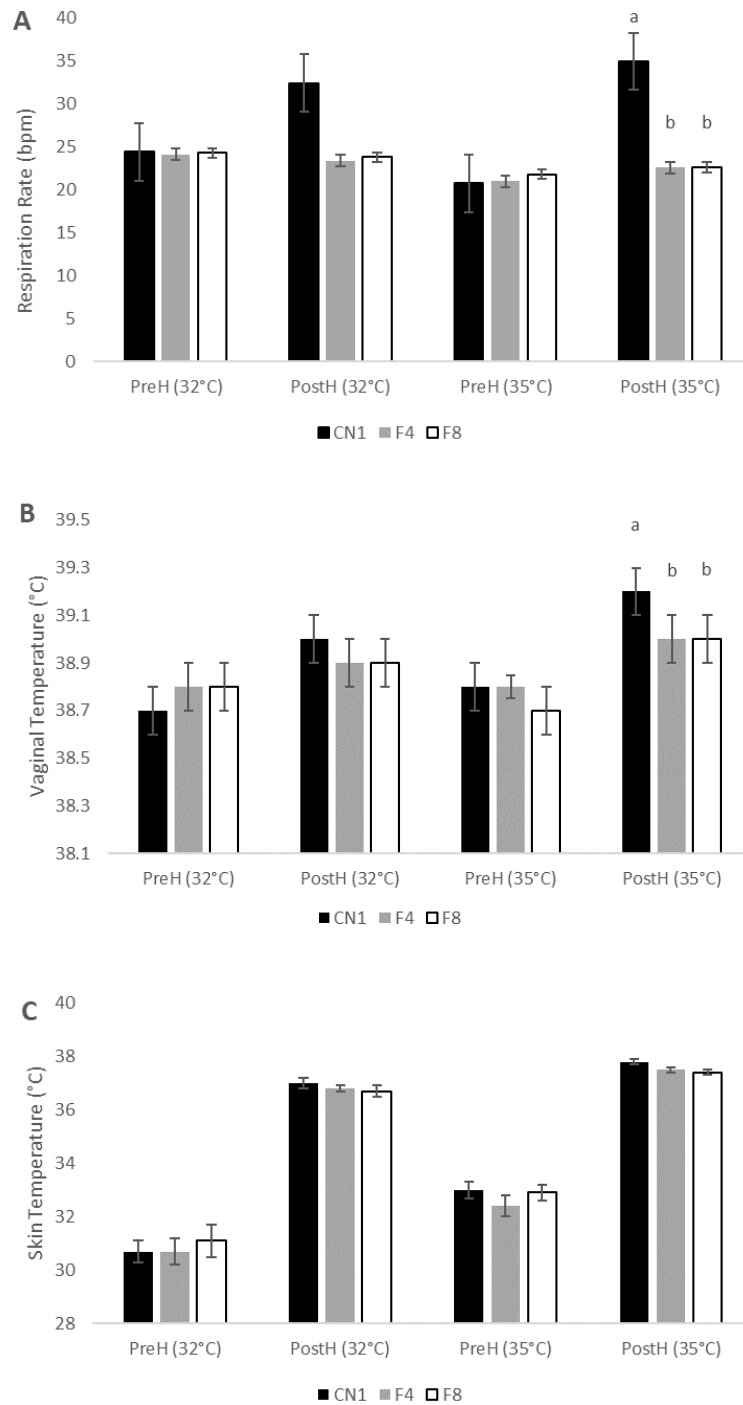 A
Respiration Rate (bpm)
40
35
30
25
20
15
10
5
0
a
b b
PreH (32°C) PostH (32°C) PreH (35°C) PostH (35°C)
CN1 F4 F8
B
Vaginal Temperature (°C)
39.5
39.3
39.1
38.9
38.7
38.5
38.3
38.1
a
b b
PreH (32°C) PostH (32°C) PreH (35°C) PostH (35°C)
CN1 F4 F8
C
Skin Temperature (°C)
40
38
36
34
32
30
28
PreH (32°C) PostH (32°C) PreH (35°C) PostH (35°C)
CN1 F4 F8